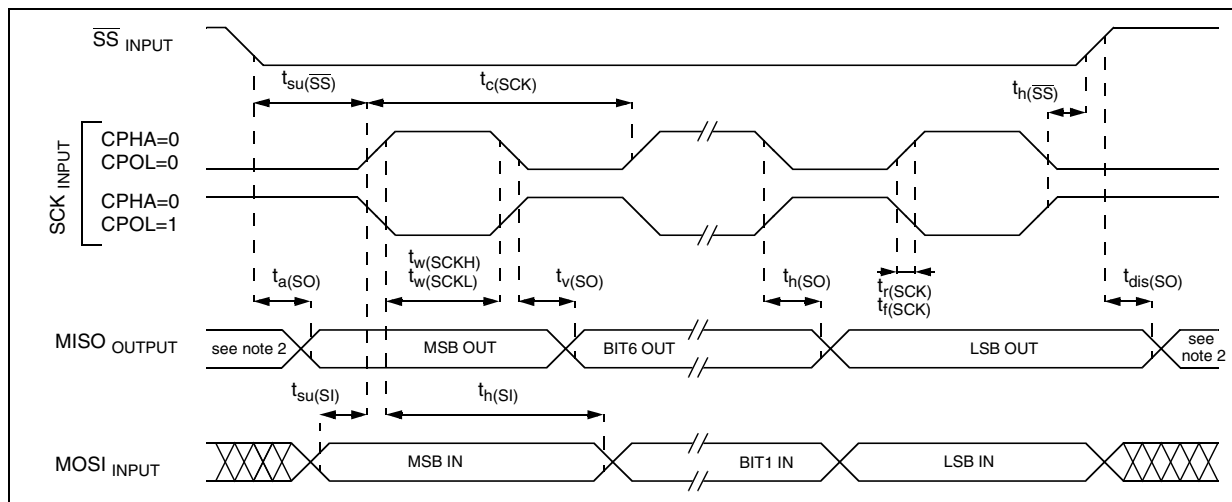 SS INPUT
tsu(SS)
tc(SCK)
th(SS)
SCK INPUT
CPHA=0
CPOL=0
CPHA=0
CPOL=1
ta(SO)
tw(SCKH)
tw(SCKL)
tv(SO)
th(SO)
tr(SCK)
tf(SCK)
tdis(SO)
MISO OUTPUT
see note 2
MSB OUT
BIT6 OUT
LSB OUT
see
note 2
tsu(SI)
th(SI)
MOSI INPUT
MSB IN
BIT1 IN
LSB IN